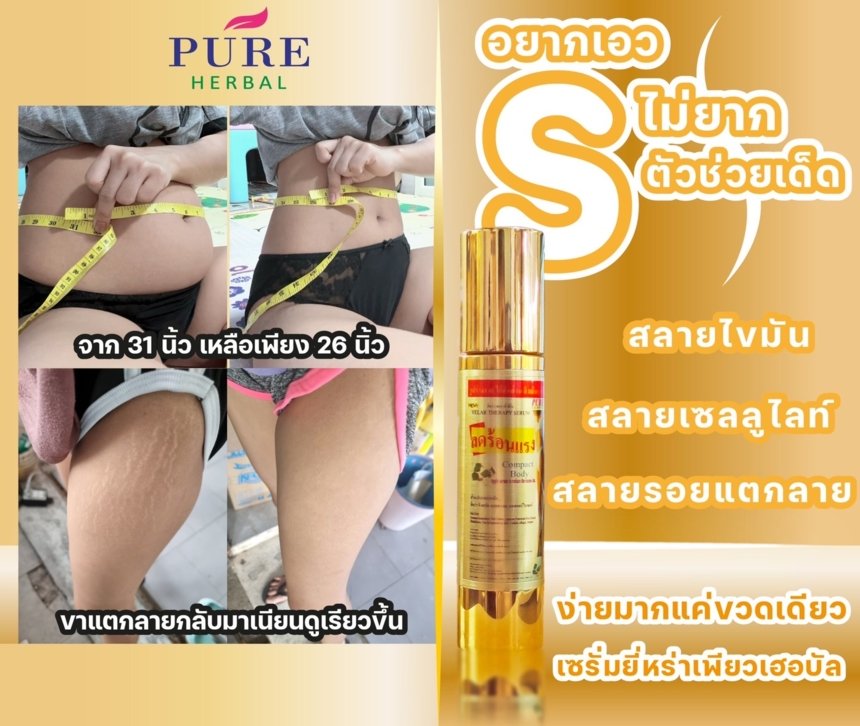 PURE
HERBAL
อยากเอว
S
ไม่ยาก
ตัวช่วยเด็ด
จาก 31 นิ้ว เหลือเพียง 26 นิ้ว
ขาแตกลายกลับมาเนียนดูเรียวขึ้น
สลายไขมัน
สลายเซลลูไลท์
สลายรอยแตกลาย
THERAPY SERUM
ลดร้อนแรง
Compact
Body
ง่ายมากแค่ขวดเดียว
เซรั่มยี่หร่าเพียวเฮอบัล